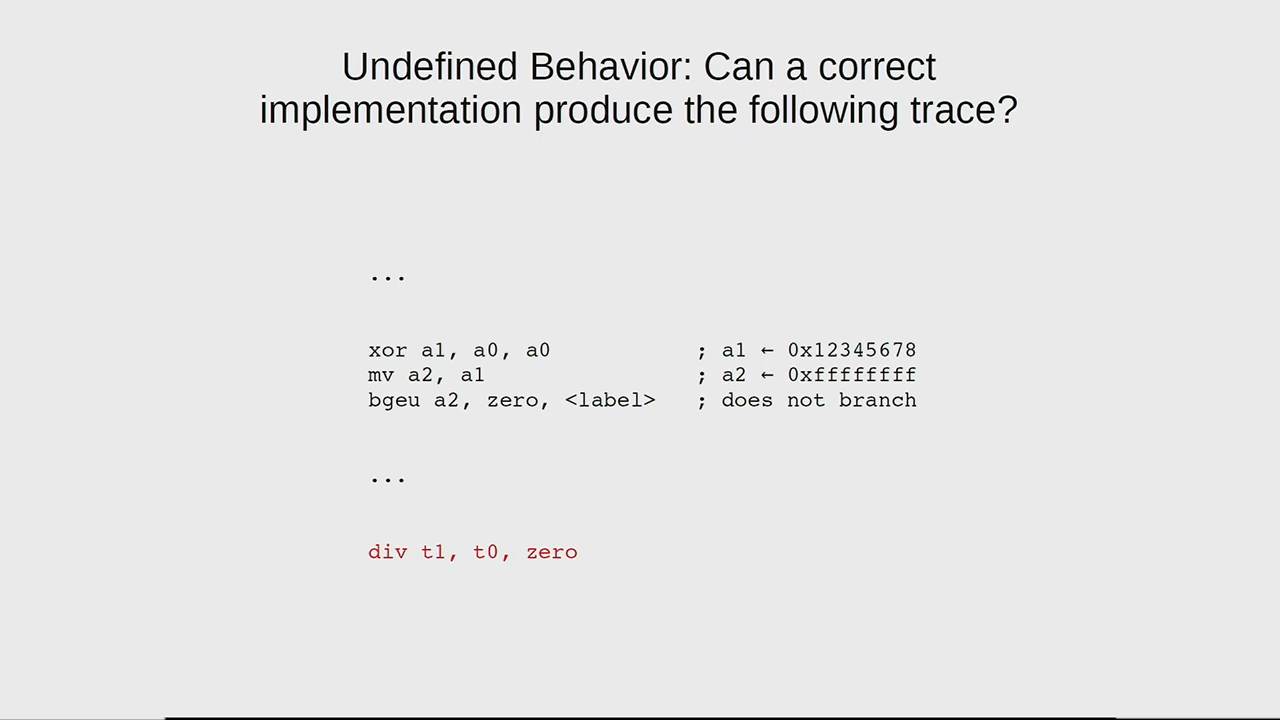 Undefined Behavior: Can a correct
implementation produce the following trace?
...
xor a1, a0, a0 ; a1 ← 0x12345678
mv a2, a1 ; a2 ← 0xffffffff
bgeu a2, zero, <label> ; does not branch
...
div t1, t0, zero